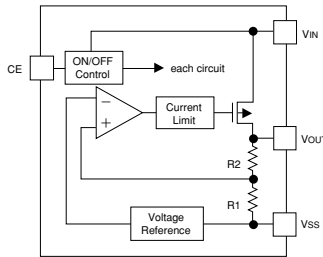 VIN
ON/OFF
Control
CE
each circuit
−
+
Current
Limit
VOUT
R2
R1
Voltage
Reference
VSS